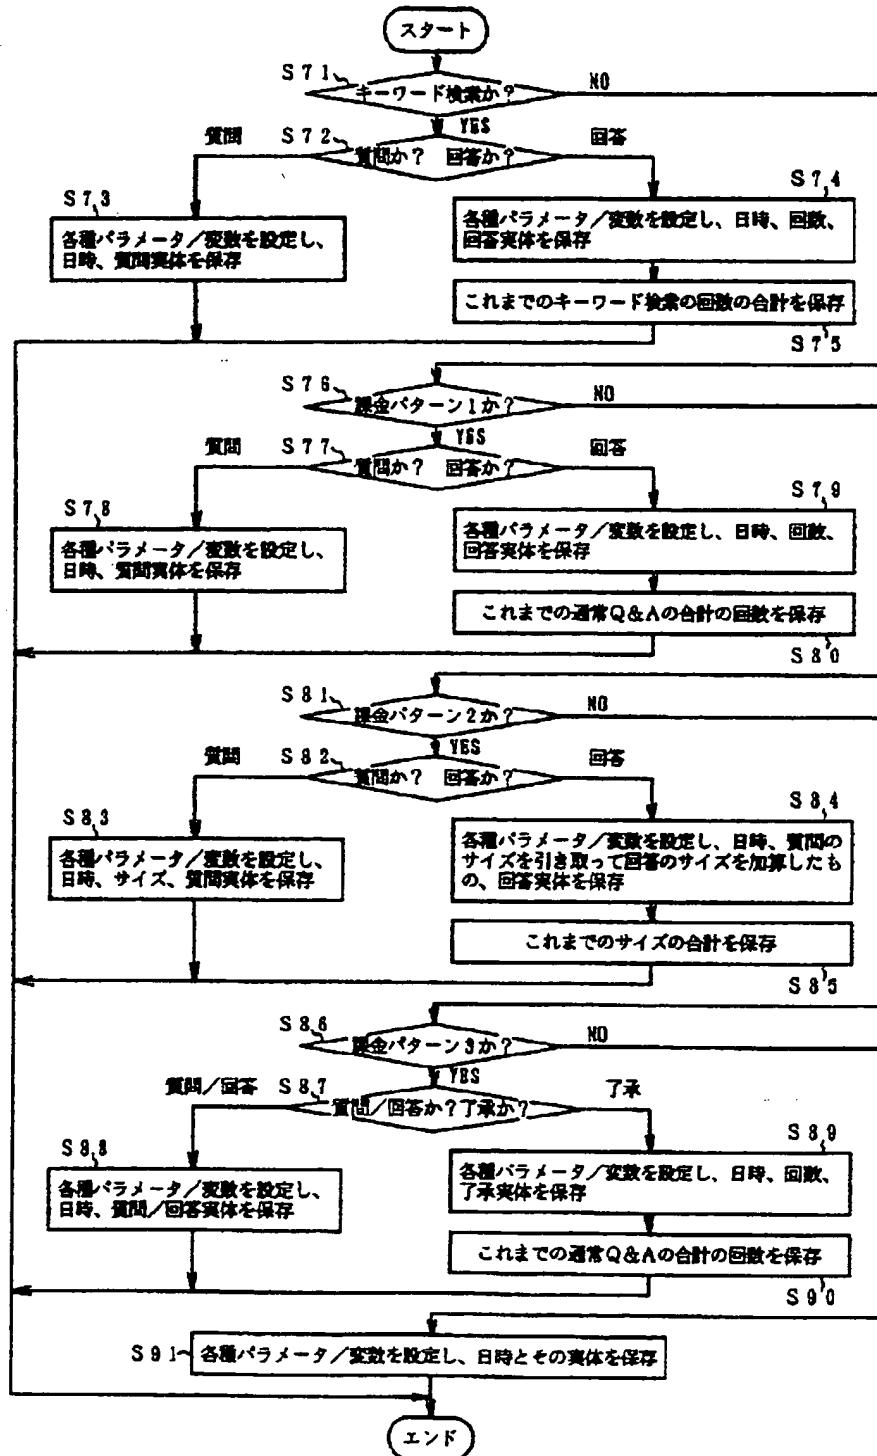 スタート
S71
キーワード検索か?
NO
YES
質問
S72
質問か? 回答か?
回答
S73
各種パラメータ/変数を設定し、
日時、質問実体を保存
S74
各種パラメータ/変数を設定し、日時、回数、
回答実体を保存
これまでのキーワード検索の回数の合計を保存
S75
S76
課金パターン1か?
NO
YES
質問
S77
質問か? 回答か?
回答
S78
各種パラメータ/変数を設定し、
日時、質問実体を保存
S79
各種パラメータ/変数を設定し、日時、回数、
回答実体を保存
これまでの通常Q&Aの合計の回数を保存
S80
S81
課金パターン2か?
NO
YES
質問
S82
質問か? 回答か?
回答
S83
各種パラメータ/変数を設定し、
日時、サイズ、質問実体を保存
S84
各種パラメータ/変数を設定し、日時、質問の
サイズを引き取って回答のサイズを加算したも
の、回答実体を保存
これまでのサイズの合計を保存
S85
S86
課金パターン3か?
NO
YES
質問/回答
S87
質問/回答か?了承か?
了承
S88
各種パラメータ/変数を設定し、
日時、質問/回答実体を保存
S89
各種パラメータ/変数を設定し、日時、回数、
了承実体を保存
これまでの通常Q&Aの合計の回数を保存
S90
S91
各種パラメータ/変数を設定し、日時とその実体を保存
エンド